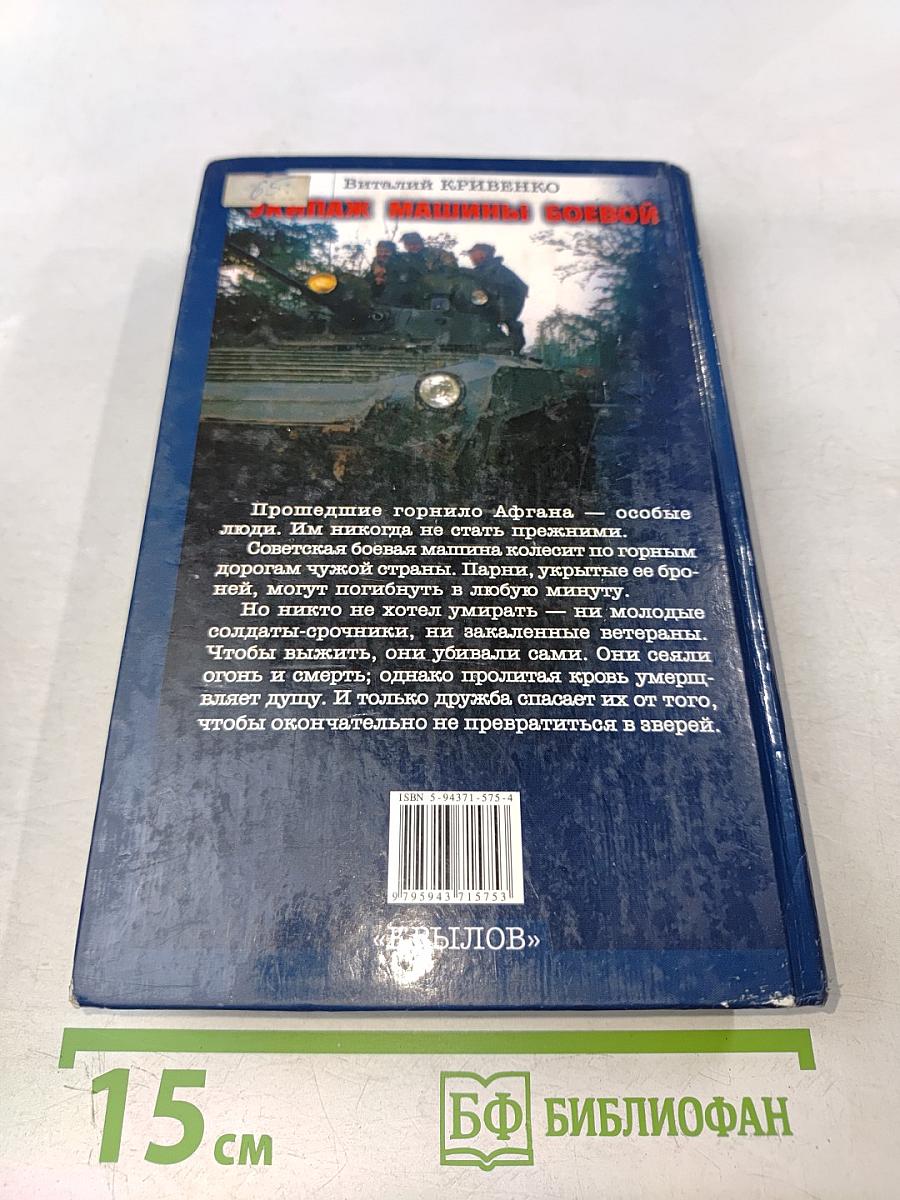 65-
Виталий КРИВЕНКО
ЭКИПАЖ МАШИНЫ БОЕВОЙ
Прошедшие горнило Афгана — особые
люди. Им никогда не стать прежними.
Советская боевая машина колесит по горным
дорогам чужой страны. Парни, укрытые ее бро-
ней, могут погибнуть в любую минуту.
Но никто не хотел умирать — ни молодые
солдаты-срочники, ни закаленные ветераны.
Чтобы выжить, они убивали сами. Они сеяли
огонь и смерть; однако пролитая кровь умерщ-
вляет душу. И только дружба спасает их от того,
чтобы окончательно не превратиться в зверей.
ISBN 5-94371-575-4
9 795943 715753
«КРЫЛОВ»
15 см
БФ БИБЛИОФАН